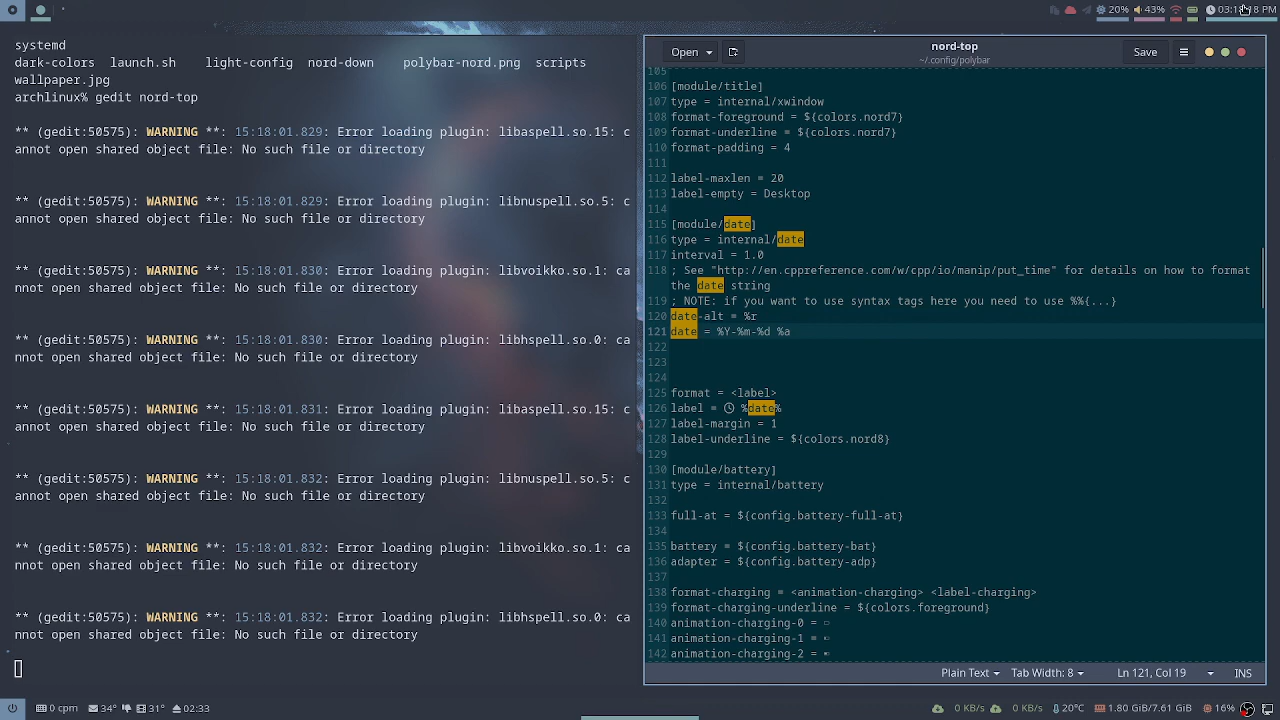 20% 43% 03:18:18 PM
systemd
dark-colors launch.sh light-config nord-down polybar-nord.png scripts
wallpaper.jpg
archlinux% gedit nord-top
** (gedit:50575): WARNING **: 15:18:01.829: Error loading plugin: libaspell.so.15: c
annot open shared object file: No such file or directory
** (gedit:50575): WARNING **: 15:18:01.829: Error loading plugin: libnuspell.so.5: c
annot open shared object file: No such file or directory
** (gedit:50575): WARNING **: 15:18:01.830: Error loading plugin: libvoikko.so.1: ca
nnot open shared object file: No such file or directory
** (gedit:50575): WARNING **: 15:18:01.830: Error loading plugin: libhspell.so.0: ca
nnot open shared object file: No such file or directory
** (gedit:50575): WARNING **: 15:18:01.831: Error loading plugin: libaspell.so.15: c
annot open shared object file: No such file or directory
** (gedit:50575): WARNING **: 15:18:01.832: Error loading plugin: libnuspell.so.5: c
annot open shared object file: No such file or directory
** (gedit:50575): WARNING **: 15:18:01.832: Error loading plugin: libvoikko.so.1: ca
nnot open shared object file: No such file or directory
** (gedit:50575): WARNING **: 15:18:01.832: Error loading plugin: libhspell.so.0: ca
nnot open shared object file: No such file or directory
Open nord-top Save
~/.config/polybar
105
106 [module/title]
107 type = internal/xwindow
108 format-foreground = ${colors.nord7}
109 format-underline = ${colors.nord7}
110 format-padding = 4
111
112 label-maxlen = 20
113 label-empty = Desktop
114
115 [module/date]
116 type = internal/date
117 interval = 1.0
118 ; See "http://en.cppreference.com/w/cpp/io/manip/put_time" for details on how to format
the date string
119 ; NOTE: if you want to use syntax tags here you need to use %%{...}
120 date-alt = %r
121 date = %Y-%m-%d %a
122
123
124
125 format = <label>
126 label = %date%
127 label-margin = 1
128 label-underline = ${colors.nord8}
129
130 [module/battery]
131 type = internal/battery
132
133 full-at = ${config.battery-full-at}
134
135 battery = ${config.battery-bat}
136 adapter = ${config.battery-adp}
137
138 format-charging = <animation-charging> <label-charging>
139 format-charging-underline = ${colors.foreground}
140 animation-charging-0 =
141 animation-charging-1 =
142 animation-charging-2 =
Plain Text Tab Width: 8 Ln 121, Col 19 INS
0 cpm 34° 31° 02:33 0 KB/s 0 KB/s 20°C 1.80 GiB/7.61 GiB 16%